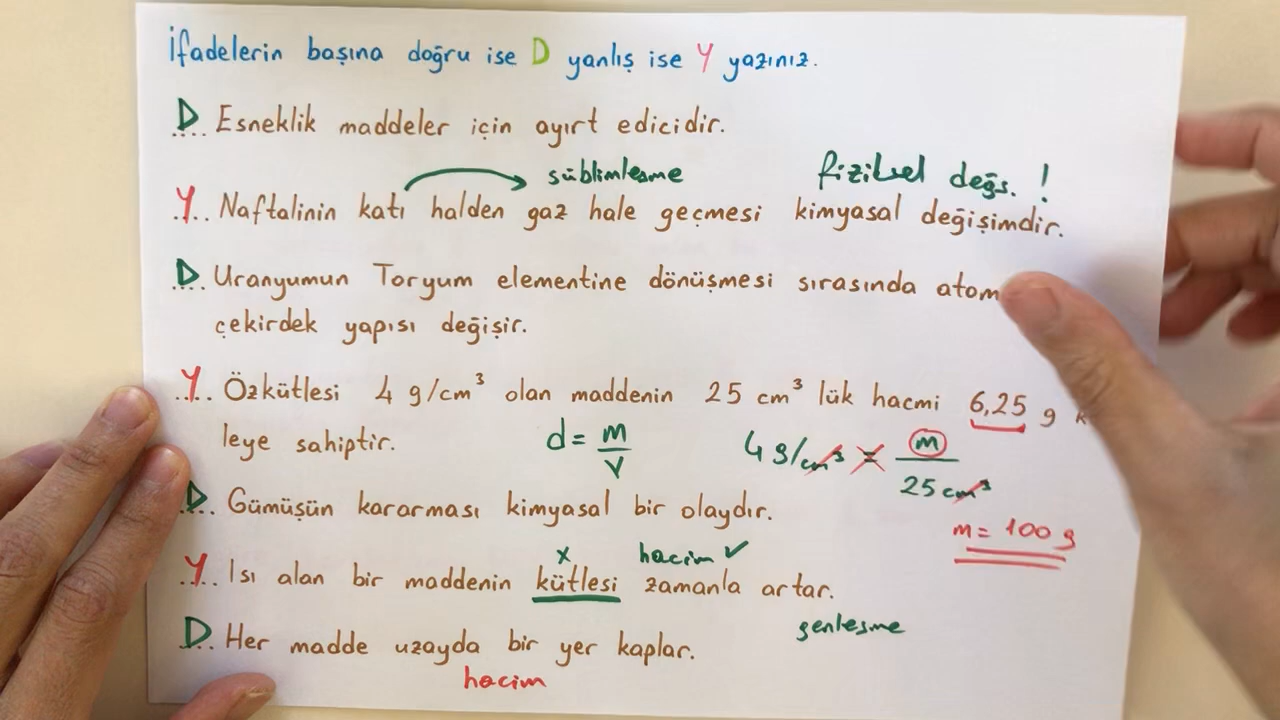 İfadelerin başına doğru ise D yanlış ise Y yazınız.
D Esneklik maddeler için ayırt edicidir.
süblimleşme fiziksel değş. !
Y Naftalinin katı halden gaz hale geçmesi kimyasal değişimdir.
D Uranyumun Toryum elementine dönüşmesi sırasında atom
çekirdek yapısı değişir.
Y Özkütlesi 4 g/cm³ olan maddenin 25 cm³ lük hacmi 6,25 g k
leye sahiptir. d = m/V 4 g/cm³ = m/25 cm³
D Gümüşün kararması kimyasal bir olaydır.
m = 100 g
x hacim ✓
Y Isı alan bir maddenin kütlesi zamanla artar.
genleşme
D Her madde uzayda bir yer kaplar.
hacim